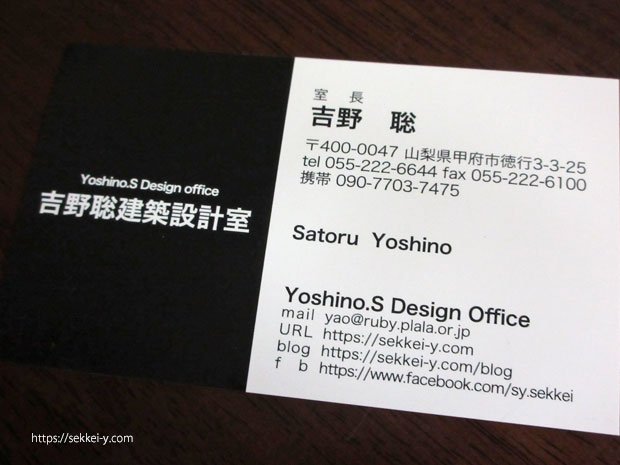 Yoshino.S Design office
吉野聡建築設計室
室 長
吉野 聡
〒400-0047 山梨県甲府市徳行3-3-25
tel 055-222-6644 fax 055-222-6100
携帯 090-7703-7475
Satoru Yoshino
Yoshino.S Design Office
mail yao@ruby.plala.or.jp
URL https://sekkei-y.com
blog https://sekkei-y.com/blog
f b https://www.facebook.com/sy.sekkei
https://sekkei-y.com